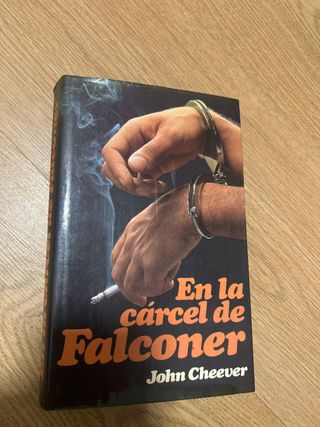 En la
cárcel de
Falconer
John Cheever